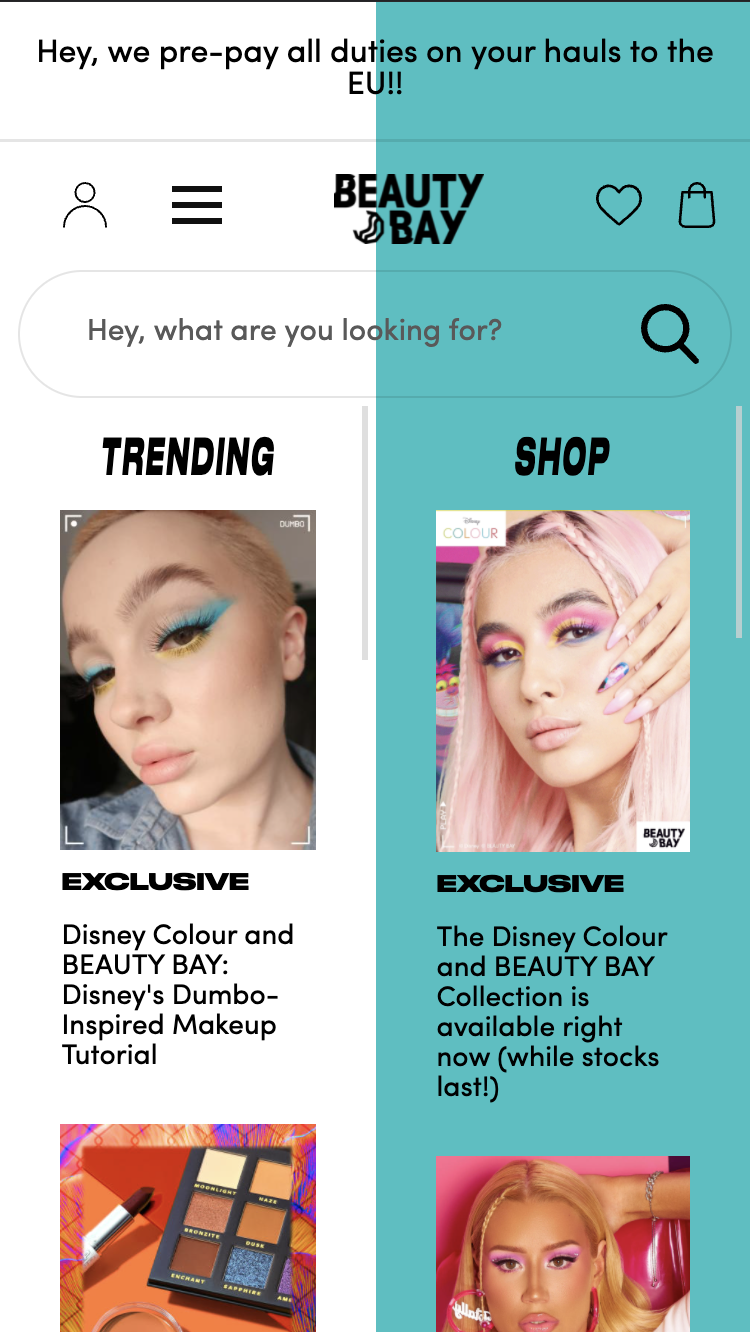 Hey, we pre-pay all duties on your hauls to the
EU!!
BEAUTY
BAY
Hey, what are you looking for?
TRENDING
DUMBO
EXCLUSIVE
Disney Colour and
BEAUTY BAY:
Disney's Dumbo-
Inspired Makeup
Tutorial
MOONLIGHT
HAZE
BRONZITE
DUSK
ENCHANT
SAPPHIRE
AME
SHOP
Disney
COLOUR
PLAY
BEAUTY
BAY
EXCLUSIVE
The Disney Colour
and BEAUTY BAY
Collection is
available right
now (while stocks
last!)